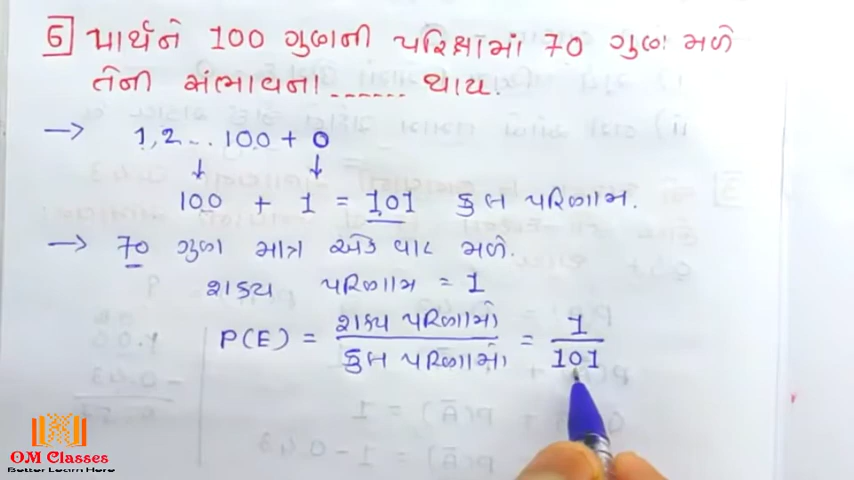 6 પાર્થને 100 ગુણની પરિક્ષામાં 70 ગુણ મળે
તેની સંભાવના ...... થાય.
→ 1, 2 ... 100 + 0
↓ ↓
100 + 1 = 101 કુલ પરિણામ.
→ 70 ગુણ માત્ર એક વાર મળે.
શક્ય પરિણામ = 1
P(E) = શક્ય પરિણામો / કુલ પરિણામો = 1 / 101
OM Classes
Better Learn Here